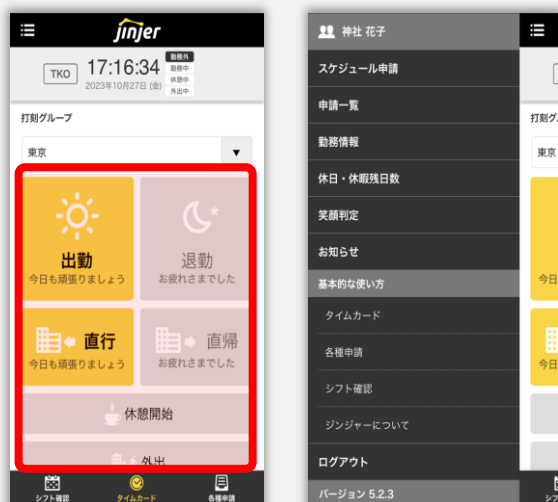 jinjer
TKO
17:16:34
2023年10月27日 (金)
勤務外
勤務中
休憩中
外出中
打刻グループ
東京
▼
出勤
今日も頑張りましょう
退勤
お疲れさまでした
直行
今日も頑張りましょう
直帰
お疲れさまでした
休憩開始
外出
シフト確認
タイムカード
各種申請
神社 花子
スケジュール申請
申請一覧
勤務情報
休日・休暇残日数
笑顔判定
お知らせ
基本的な使い方
タイムカード
各種申請
シフト確認
ジンジャーについて
ログアウト
バージョン 5.2.3
打刻グ
東京
今日
今日
シフ